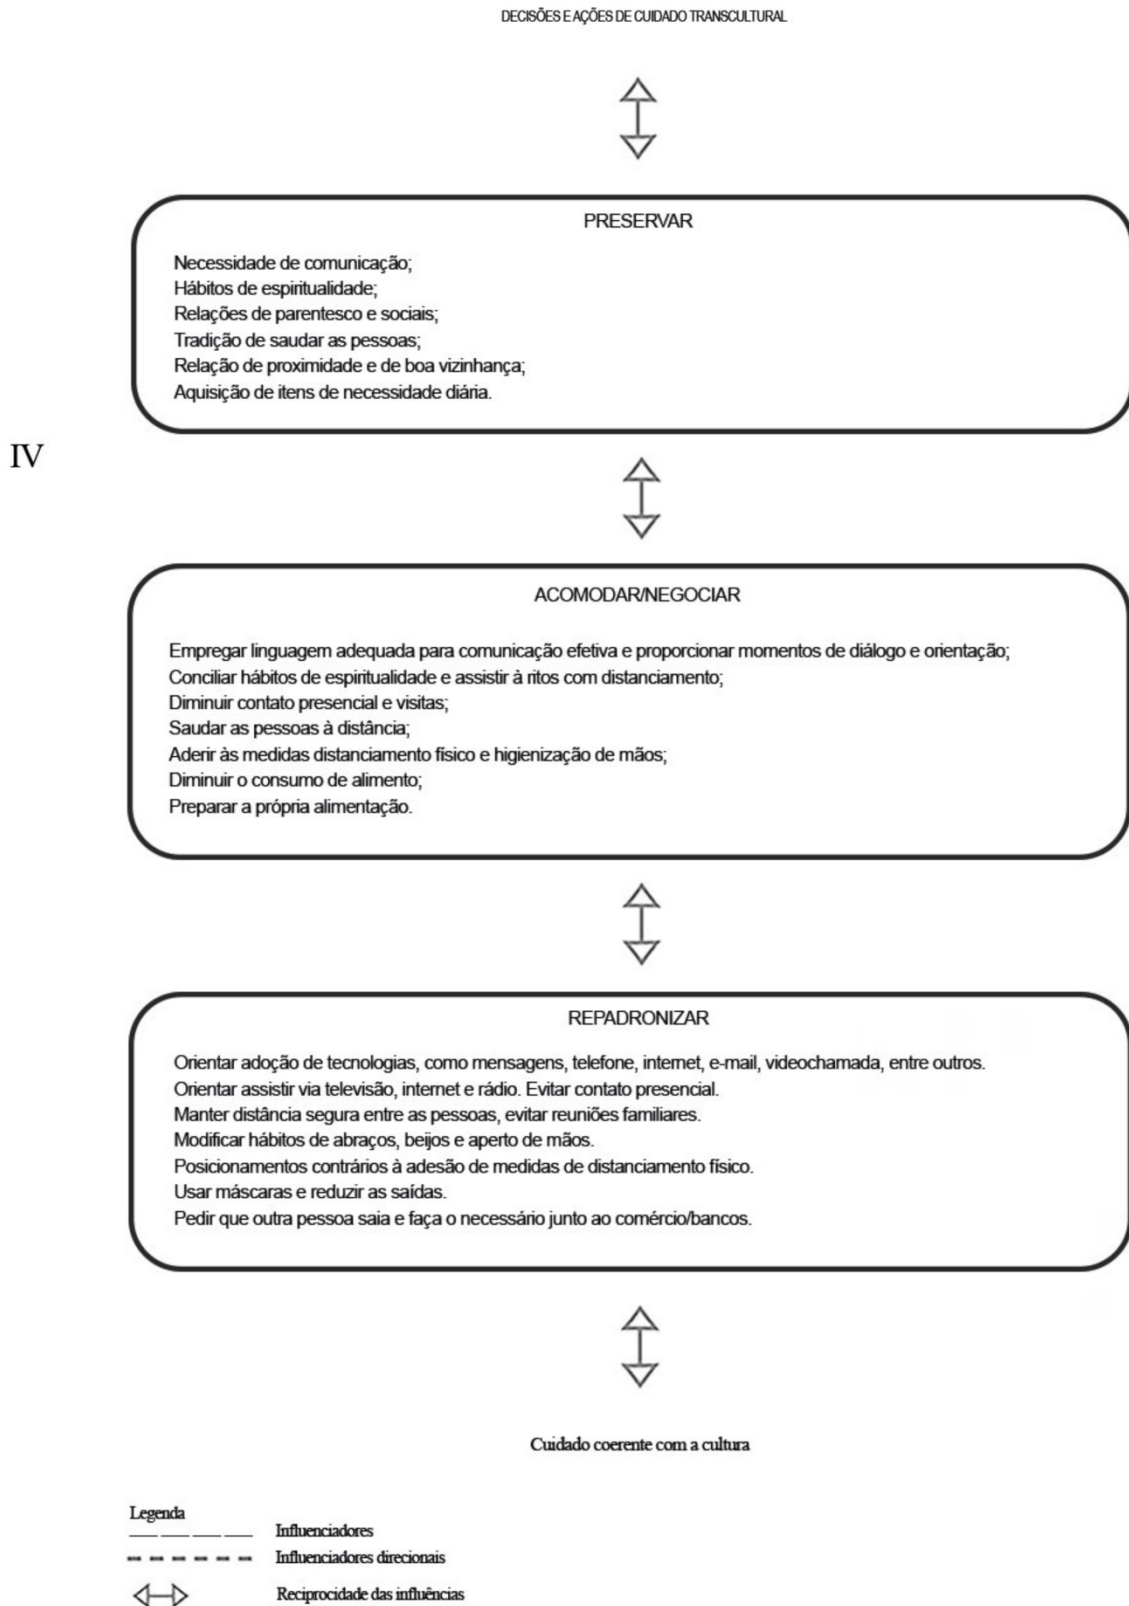 DECISÕES E AÇÕES DE CUIDADO TRANSCULTURAL
PRESERVAR
Necessidade de comunicação;
Hábitos de espiritualidade;
Relações de parentesco e sociais;
Tradição de saudar as pessoas;
Relação de proximidade e de boa vizinhança;
Aquisição de itens de necessidade diária.
IV
ACOMODAR/NEGOCIAR
Empregar linguagem adequada para comunicação efetiva e proporcionar momentos de diálogo e orientação;
Conciliar hábitos de espiritualidade e assistir à ritos com distanciamento;
Diminuir contato presencial e visitas;
Saudar as pessoas à distância;
Aderir às medidas distanciamento físico e higienização de mãos;
Diminuir o consumo de alimento;
Preparar a própria alimentação.
REPADRONIZAR
Orientar adoção de tecnologias, como mensagens, telefone, internet, e-mail, videochamada, entre outros.
Orientar assistir via televisão, internet e rádio. Evitar contato presencial.
Manter distância segura entre as pessoas, evitar reuniões familiares.
Modificar hábitos de abraços, beijos e aperto de mãos.
Posicionamentos contrários à adesão de medidas de distanciamento físico.
Usar máscaras e reduzir as saídas.
Pedir que outra pessoa saia e faça o necessário junto ao comércio/bancos.
Cuidado coerente com a cultura
Legenda
Influenciadores
Influenciadores direcionais
Reciprocidade das influências